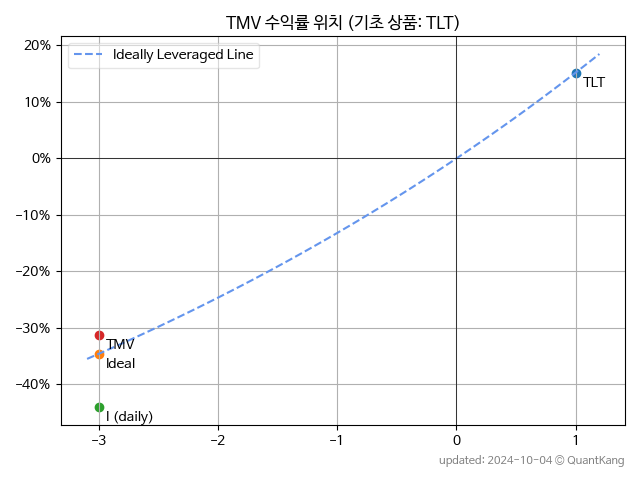 TMV 수익률 위치 (기초 상품: TLT)
Ideally Leveraged Line
20%
10%
0%
−10%
−20%
−30%
−40%
TLT
TMV
Ideal
I (daily)
−3
−2
−1
0
1
updated: 2024-10-04 © QuantKang